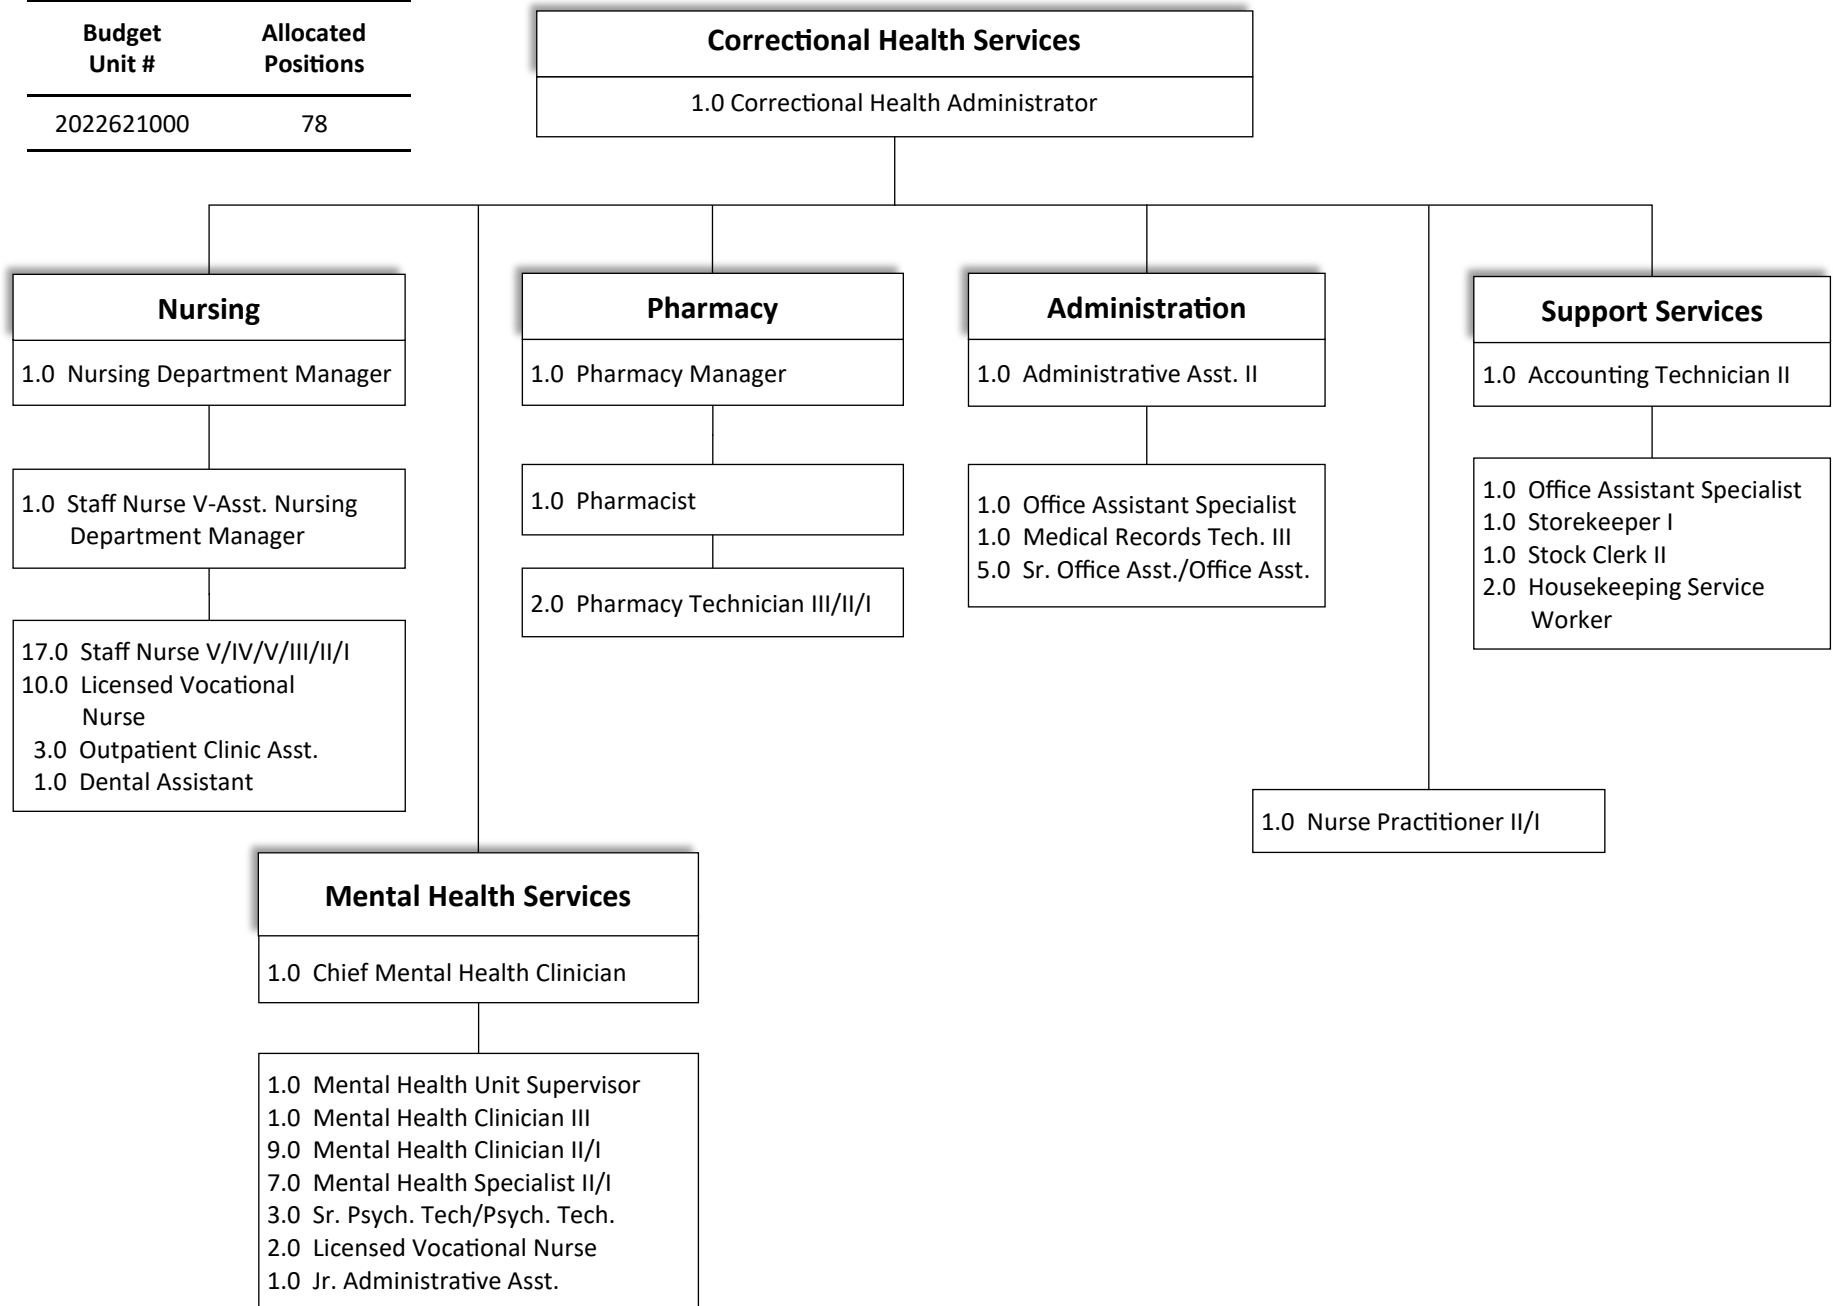 Budget Unit #
Allocated Positions
2022621000 78
Correctional Health Services
1.0 Correctional Health Administrator
Nursing
1.0 Nursing Department Manager
1.0 Staff Nurse V-Asst. Nursing
Department Manager
17.0 Staff Nurse V/IV/V/III/II/I
10.0 Licensed Vocational
Nurse
3.0 Outpatient Clinic Asst.
1.0 Dental Assistant
Pharmacy
1.0 Pharmacy Manager
1.0 Pharmacist
2.0 Pharmacy Technician III/II/I
Administration
1.0 Administrative Asst. II
1.0 Office Assistant Specialist
1.0 Medical Records Tech. III
5.0 Sr. Office Asst./Office Asst.
Support Services
1.0 Accounting Technician II
1.0 Office Assistant Specialist
1.0 Storekeeper I
1.0 Stock Clerk II
2.0 Housekeeping Service
Worker
1.0 Nurse Practitioner II/I
Mental Health Services
1.0 Chief Mental Health Clinician
1.0 Mental Health Unit Supervisor
1.0 Mental Health Clinician III
9.0 Mental Health Clinician II/I
7.0 Mental Health Specialist II/I
3.0 Sr. Psych. Tech/Psych. Tech.
2.0 Licensed Vocational Nurse
1.0 Jr. Administrative Asst.